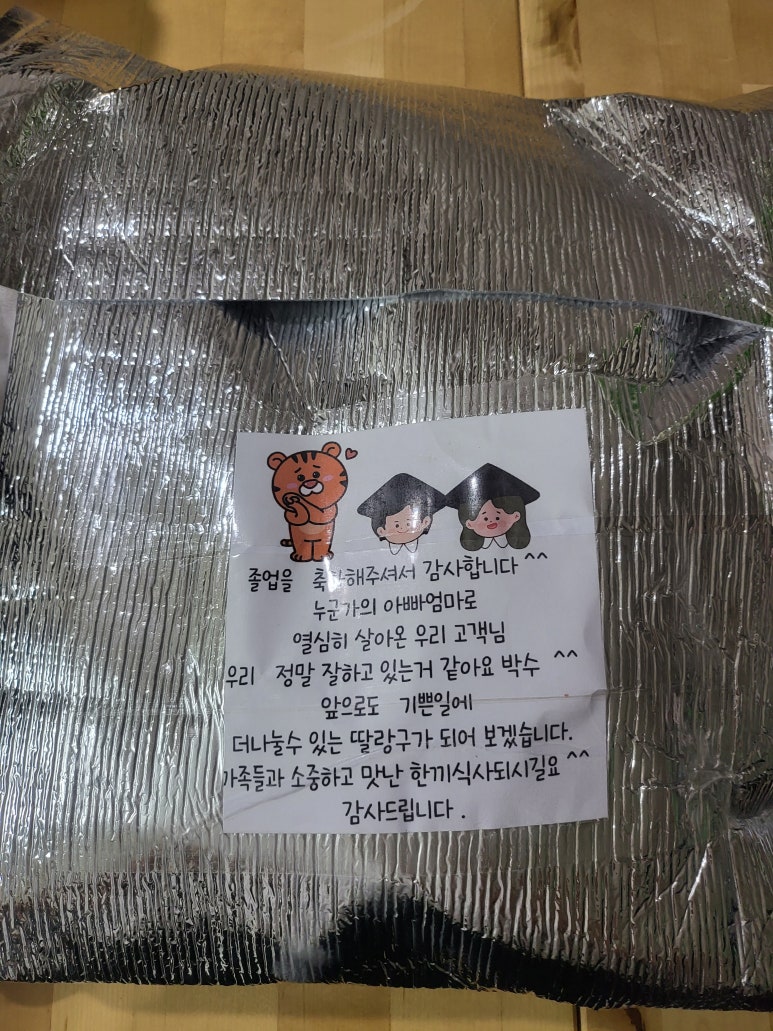 졸업을 축하해주셔서 감사합니다 ^^
누군가의 아빠엄마로
열심히 살아온 우리 고객님
우리 정말 잘하고 있는거 같아요 박수 ^^
앞으로도 기쁜일에
더나눌수 있는 딸랑구가 되어 보겠습니다.
가족들과 소중하고 맛난 한끼식사되시길요 ^^
감사드립니다 .